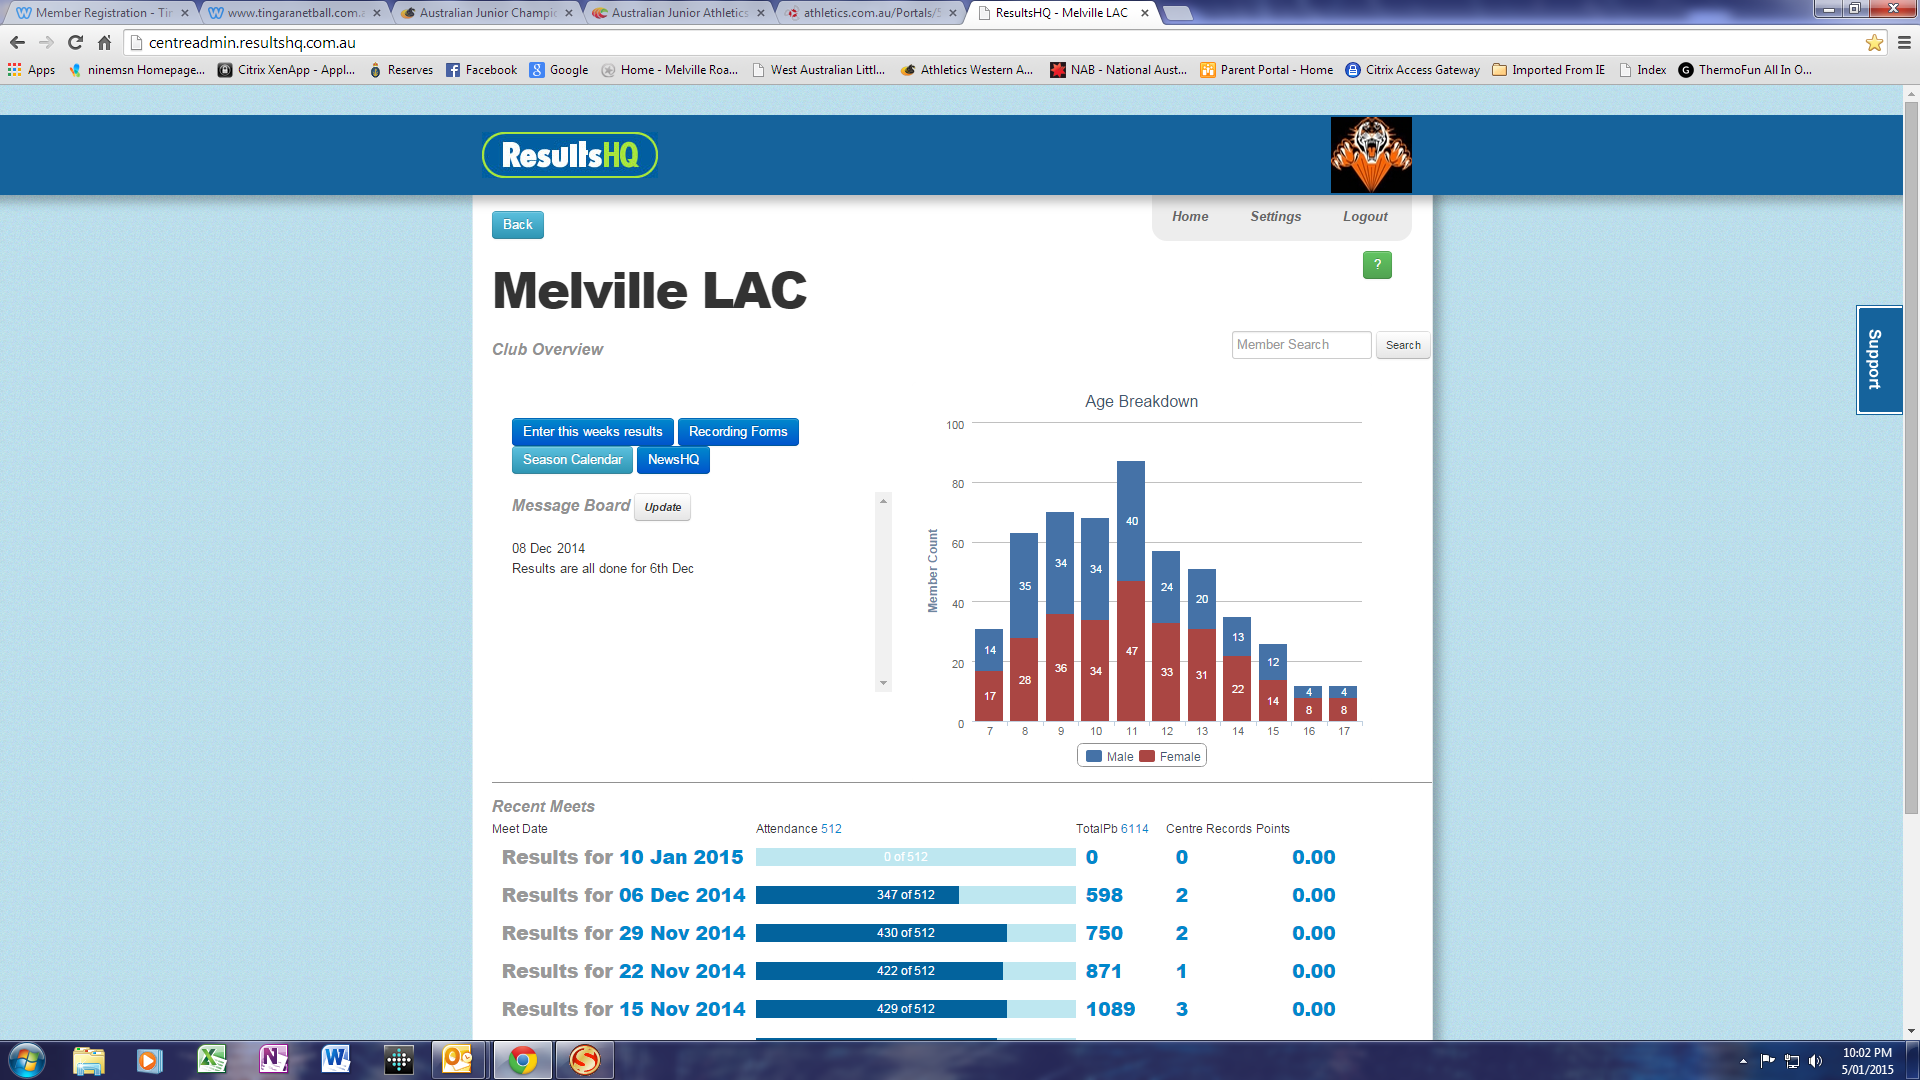 Member Registration - Tin
www.tingaranetball.com.a
Australian Junior Champio
Australian Junior Athletics
athletics.com.au/Portals/5
ResultsHQ - Melville LAC
centreadmin.resultshq.com.au
Apps
ninemsn Homepage...
Citrix XenApp - Appl...
Reserves
Facebook
Google
Home - Melville Roa...
West Australian Littl...
Athletics Western A...
NAB - National Aust...
Parent Portal - Home
Citrix Access Gateway
Imported From IE
Index
ThermoFun All In O...
ResultsHQ
Back
Home Settings Logout
?
Melville LAC
Club Overview
Member Search
Search
Support
Enter this weeks results
Recording Forms
Season Calendar
NewsHQ
Message Board
Update
08 Dec 2014
Results are all done for 6th Dec
Age Breakdown
Member Count
100
80
60
40
20
0
14
35
34
34
40
24
20
13
12
4
4
17
28
36
34
47
33
31
22
14
8
8
7 8 9 10 11 12 13 14 15 16 17
Male Female
Recent Meets
Meet Date Attendance 512 TotalPb 6114 Centre Records Points
Results for 10 Jan 2015 0 of 512 0 0 0.00
Results for 06 Dec 2014 347 of 512 598 2 0.00
Results for 29 Nov 2014 430 of 512 750 2 0.00
Results for 22 Nov 2014 422 of 512 871 1 0.00
Results for 15 Nov 2014 429 of 512 1089 3 0.00
10:02 PM
5/01/2015